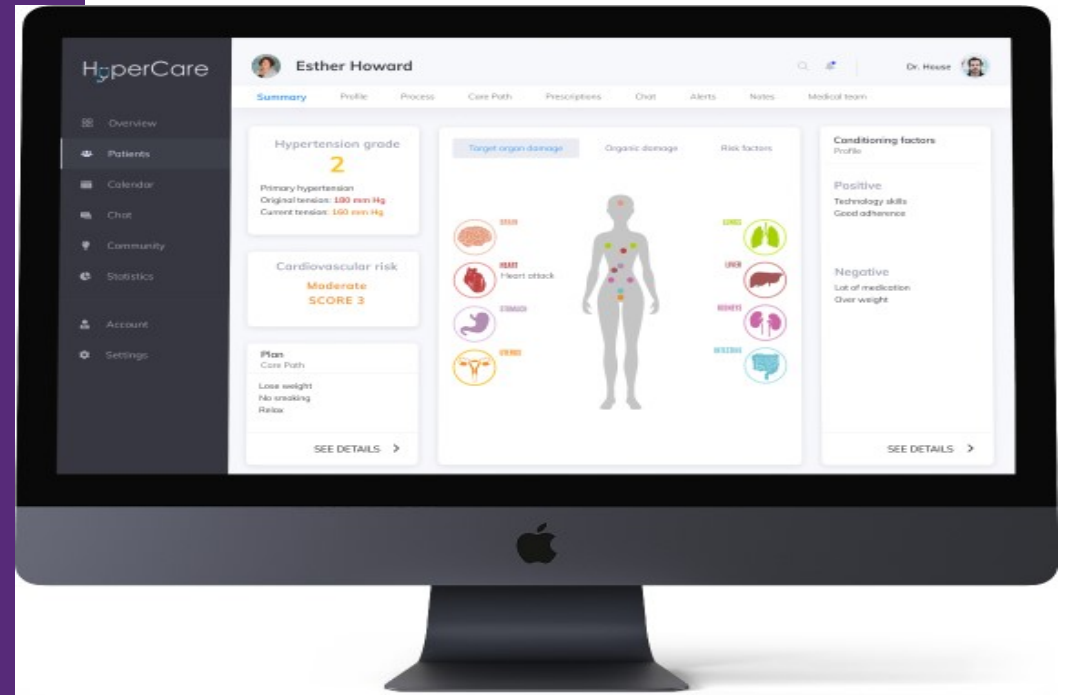 HyperCare
Esther Howard
Dr. House
Summary Profile Process Care Path Prescriptions Chat Alerts Notes Medical team
Overview
Patients
Calendar
Chat
Community
Statistics
Account
Settings
Hypertension grade
2
Primary hypertension
Original tension: 180 mm Hg
Current tension: 160 mm Hg
Cardiovascular risk
Moderate
SCORE 3
Plan
Care Path
Lose weight
No smoking
Relax
SEE DETAILS >
Target organ damage Organic damage Risk factors
BRAIN
HEART
Heart attack
STOMACH
UTERUS
LUNGS
LIVER
KIDNEYS
INTESTINE
Conditioning factors
Profile
Positive
Technology skills
Good adherence
Negative
Lot of medication
Over weight
SEE DETAILS >